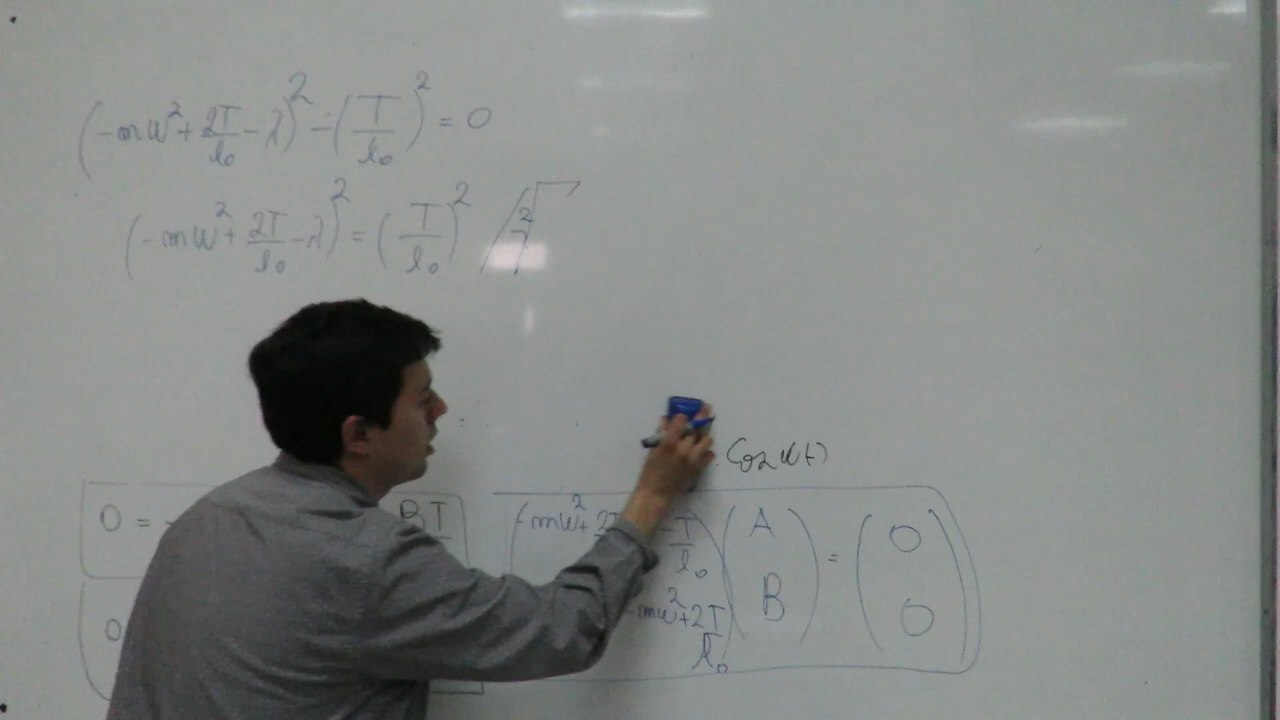 (-mω² + 2T/l₀ - λ)² - (T/l₀)² = 0
(-mω² + 2T/l₀ - λ)² = (T/l₀)² / ²√
Cos ωt)
0 = - BT
(-mω² + 2T -T/l₀) (A) = (0)
0 -mω² + 2T/l₀) (B) (0)